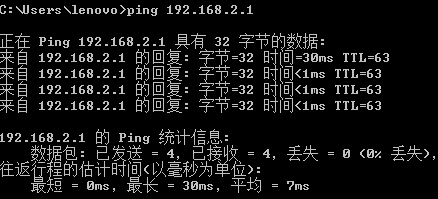 C:\Users\lenovo>ping 192.168.2.1
正在 Ping 192.168.2.1 具有 32 字节的数据:
来自 192.168.2.1 的回复: 字节=32 时间=30ms TTL=63
来自 192.168.2.1 的回复: 字节=32 时间<1ms TTL=63
来自 192.168.2.1 的回复: 字节=32 时间<1ms TTL=63
来自 192.168.2.1 的回复: 字节=32 时间<1ms TTL=63
192.168.2.1 的 Ping 统计信息:
数据包: 已发送 = 4, 已接收 = 4, 丢失 = 0 (0% 丢失),
往返行程的估计时间(以毫秒为单位):
最短 = 0ms, 最长 = 30ms, 平均 = 7ms